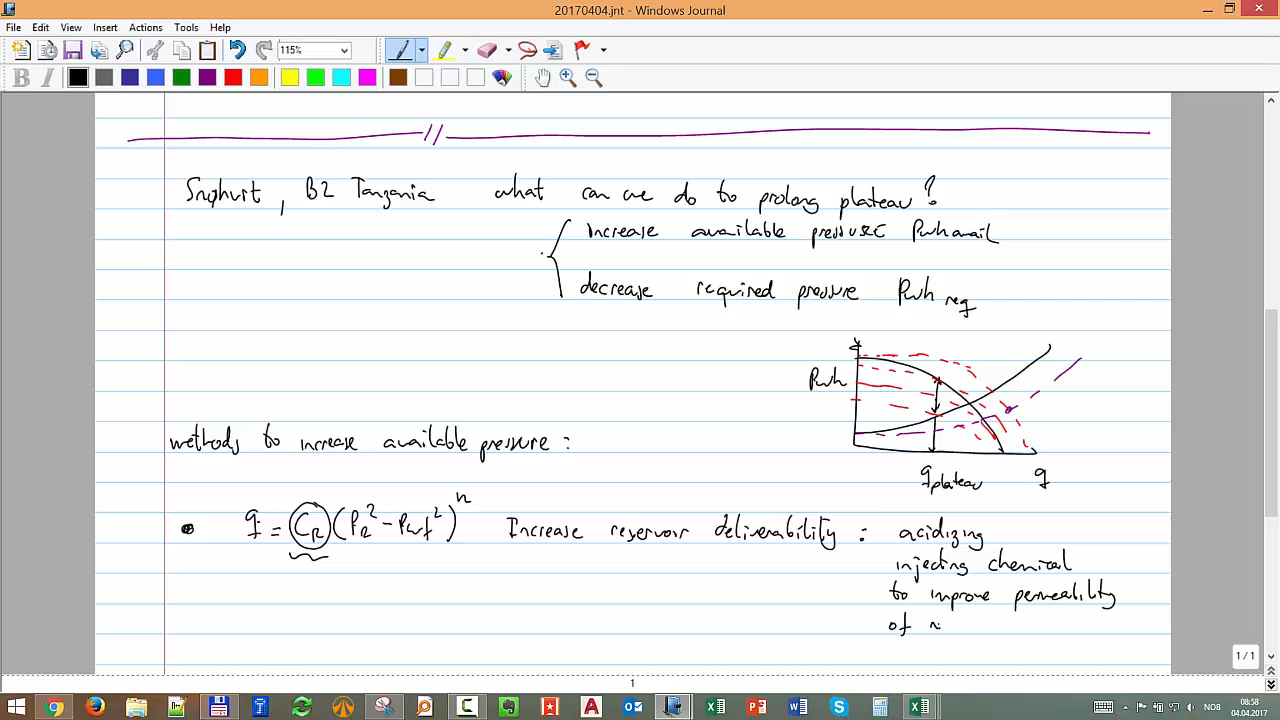 20170404.jnt - Windows Journal
File Edit View Insert Actions Tools Help
115%
B I
Snøhvit, B2 Tanzania what can we do to prolong plateau?
increase available pressure Pwh avail
decrease required pressure Pwh req
Pwh
qplateau q
methods to increase available pressure :
• q = CR (PR² - Pwf²)ⁿ Increase reservoir deliverability : acidizing
injecting chemical
to improve permeability
of
1 / 1
1
NOB
08:58
04.04.2017